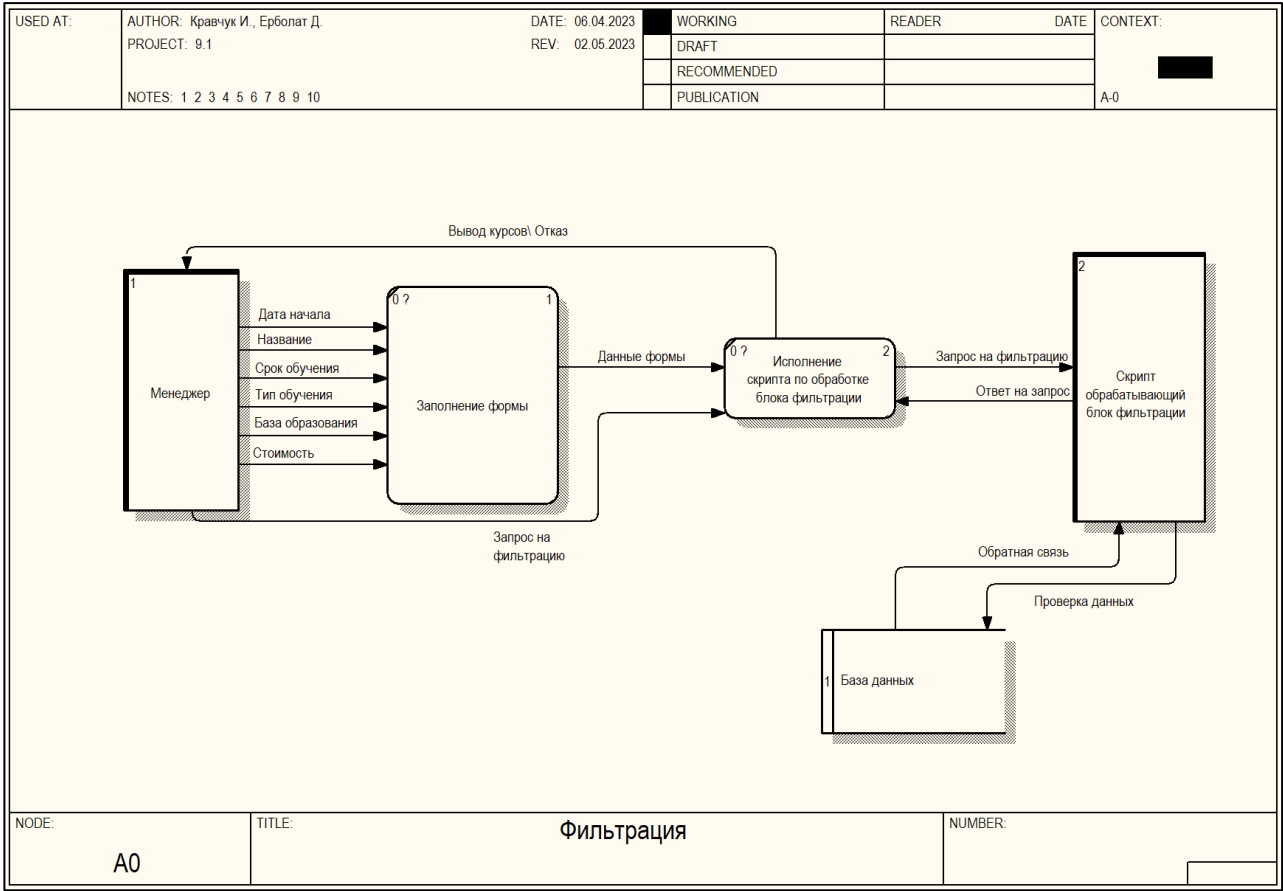 USED AT:
AUTHOR: Кравчук И., Ерболат Д.
DATE: 06.04.2023
PROJECT: 9.1
REV: 02.05.2023
NOTES: 1 2 3 4 5 6 7 8 9 10
WORKING
DRAFT
RECOMMENDED
PUBLICATION
READER
DATE
CONTEXT:
A-0
Вывод курсов\ Отказ
1
Менеджер
Дата начала
Название
Срок обучения
Тип обучения
База образования
Стоимость
0 ?
1
Заполнение формы
Данные формы
Запрос на
фильтрацию
0 ?
2
Исполнение
скрипта по обработке
блока фильтрации
Запрос на фильтрацию
Ответ на запрос
2
Скрипт
обрабатывающий
блок фильтрации
Обратная связь
Проверка данных
1
База данных
NODE:
A0
TITLE:
Фильтрация
NUMBER: